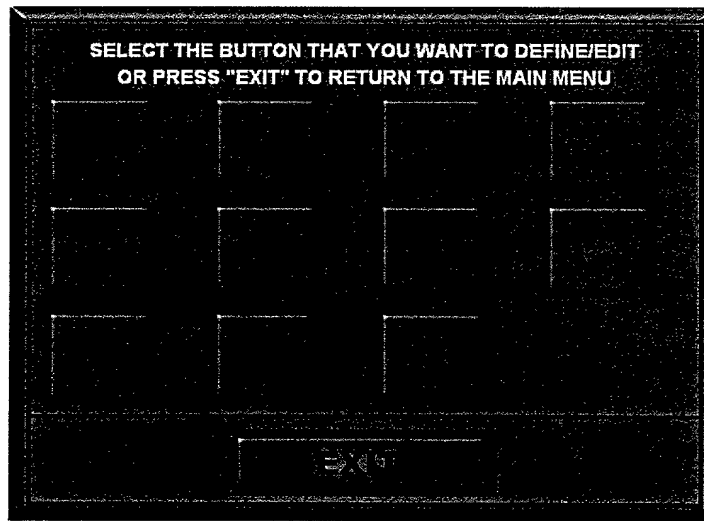 SELECT THE BUTTON THAT YOU WANT TO DEFINE/EDIT
OR PRESS "EXIT" TO RETURN TO THE MAIN MENU
EXIT